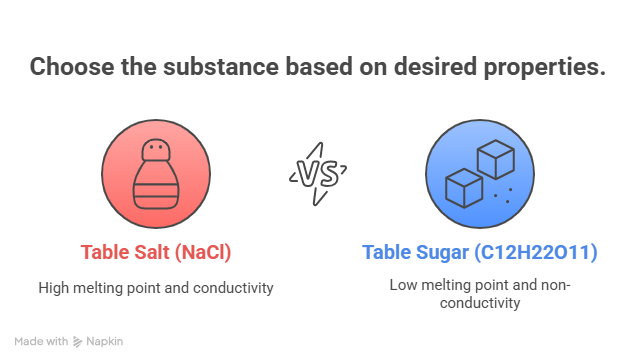 Choose the substance based on desired properties.
VS
Table Salt (NaCl)
High melting point and conductivity
Table Sugar (C12H22O11)
Low melting point and non-
conductivity
Made with Napkin